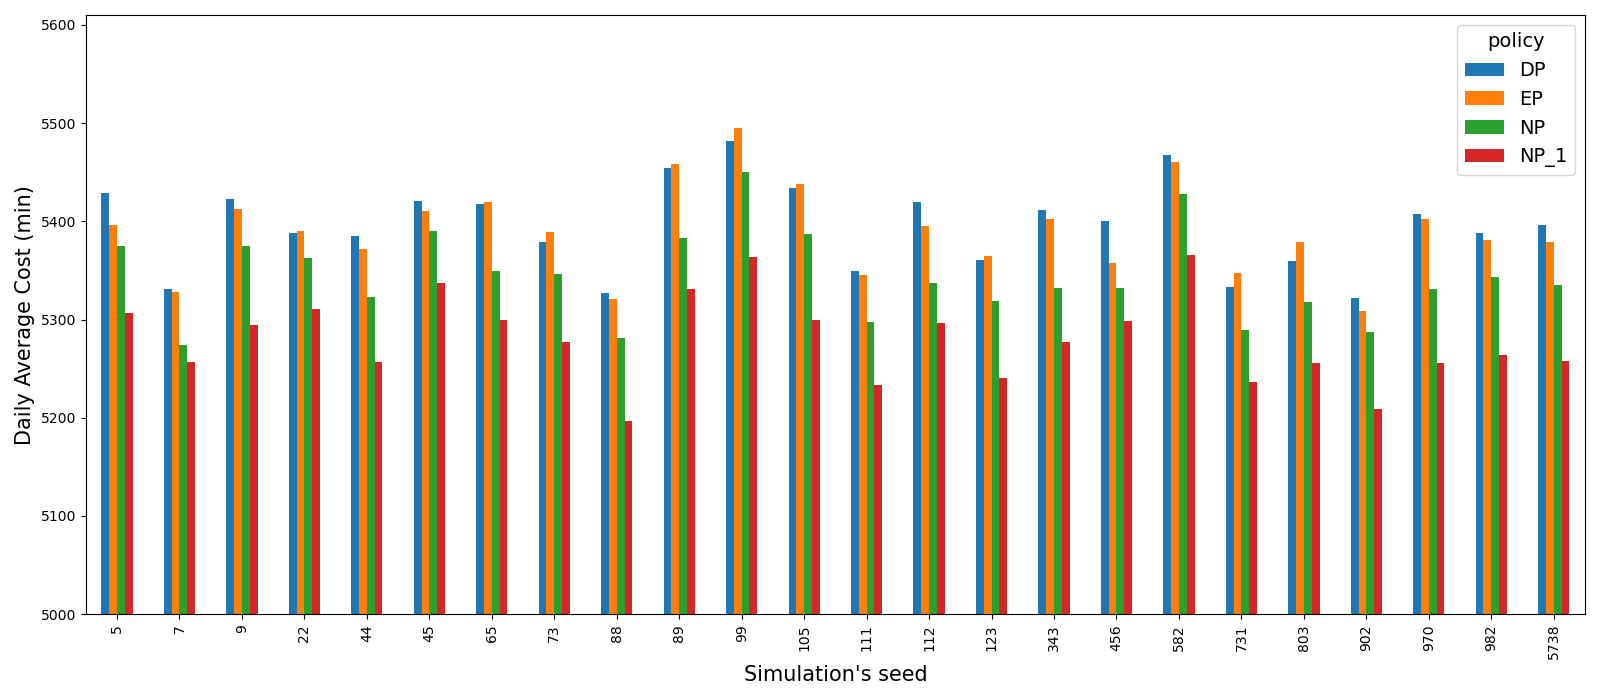 policy
DP
EP
NP
NP_1
Daily Average Cost (min)
5600
5500
5400
5300
5200
5100
5000
5 7 9 22 44 45 65 73 88 89 99 105 111 112 123 343 456 582 731 803 902 970 982 5738
Simulation's seed